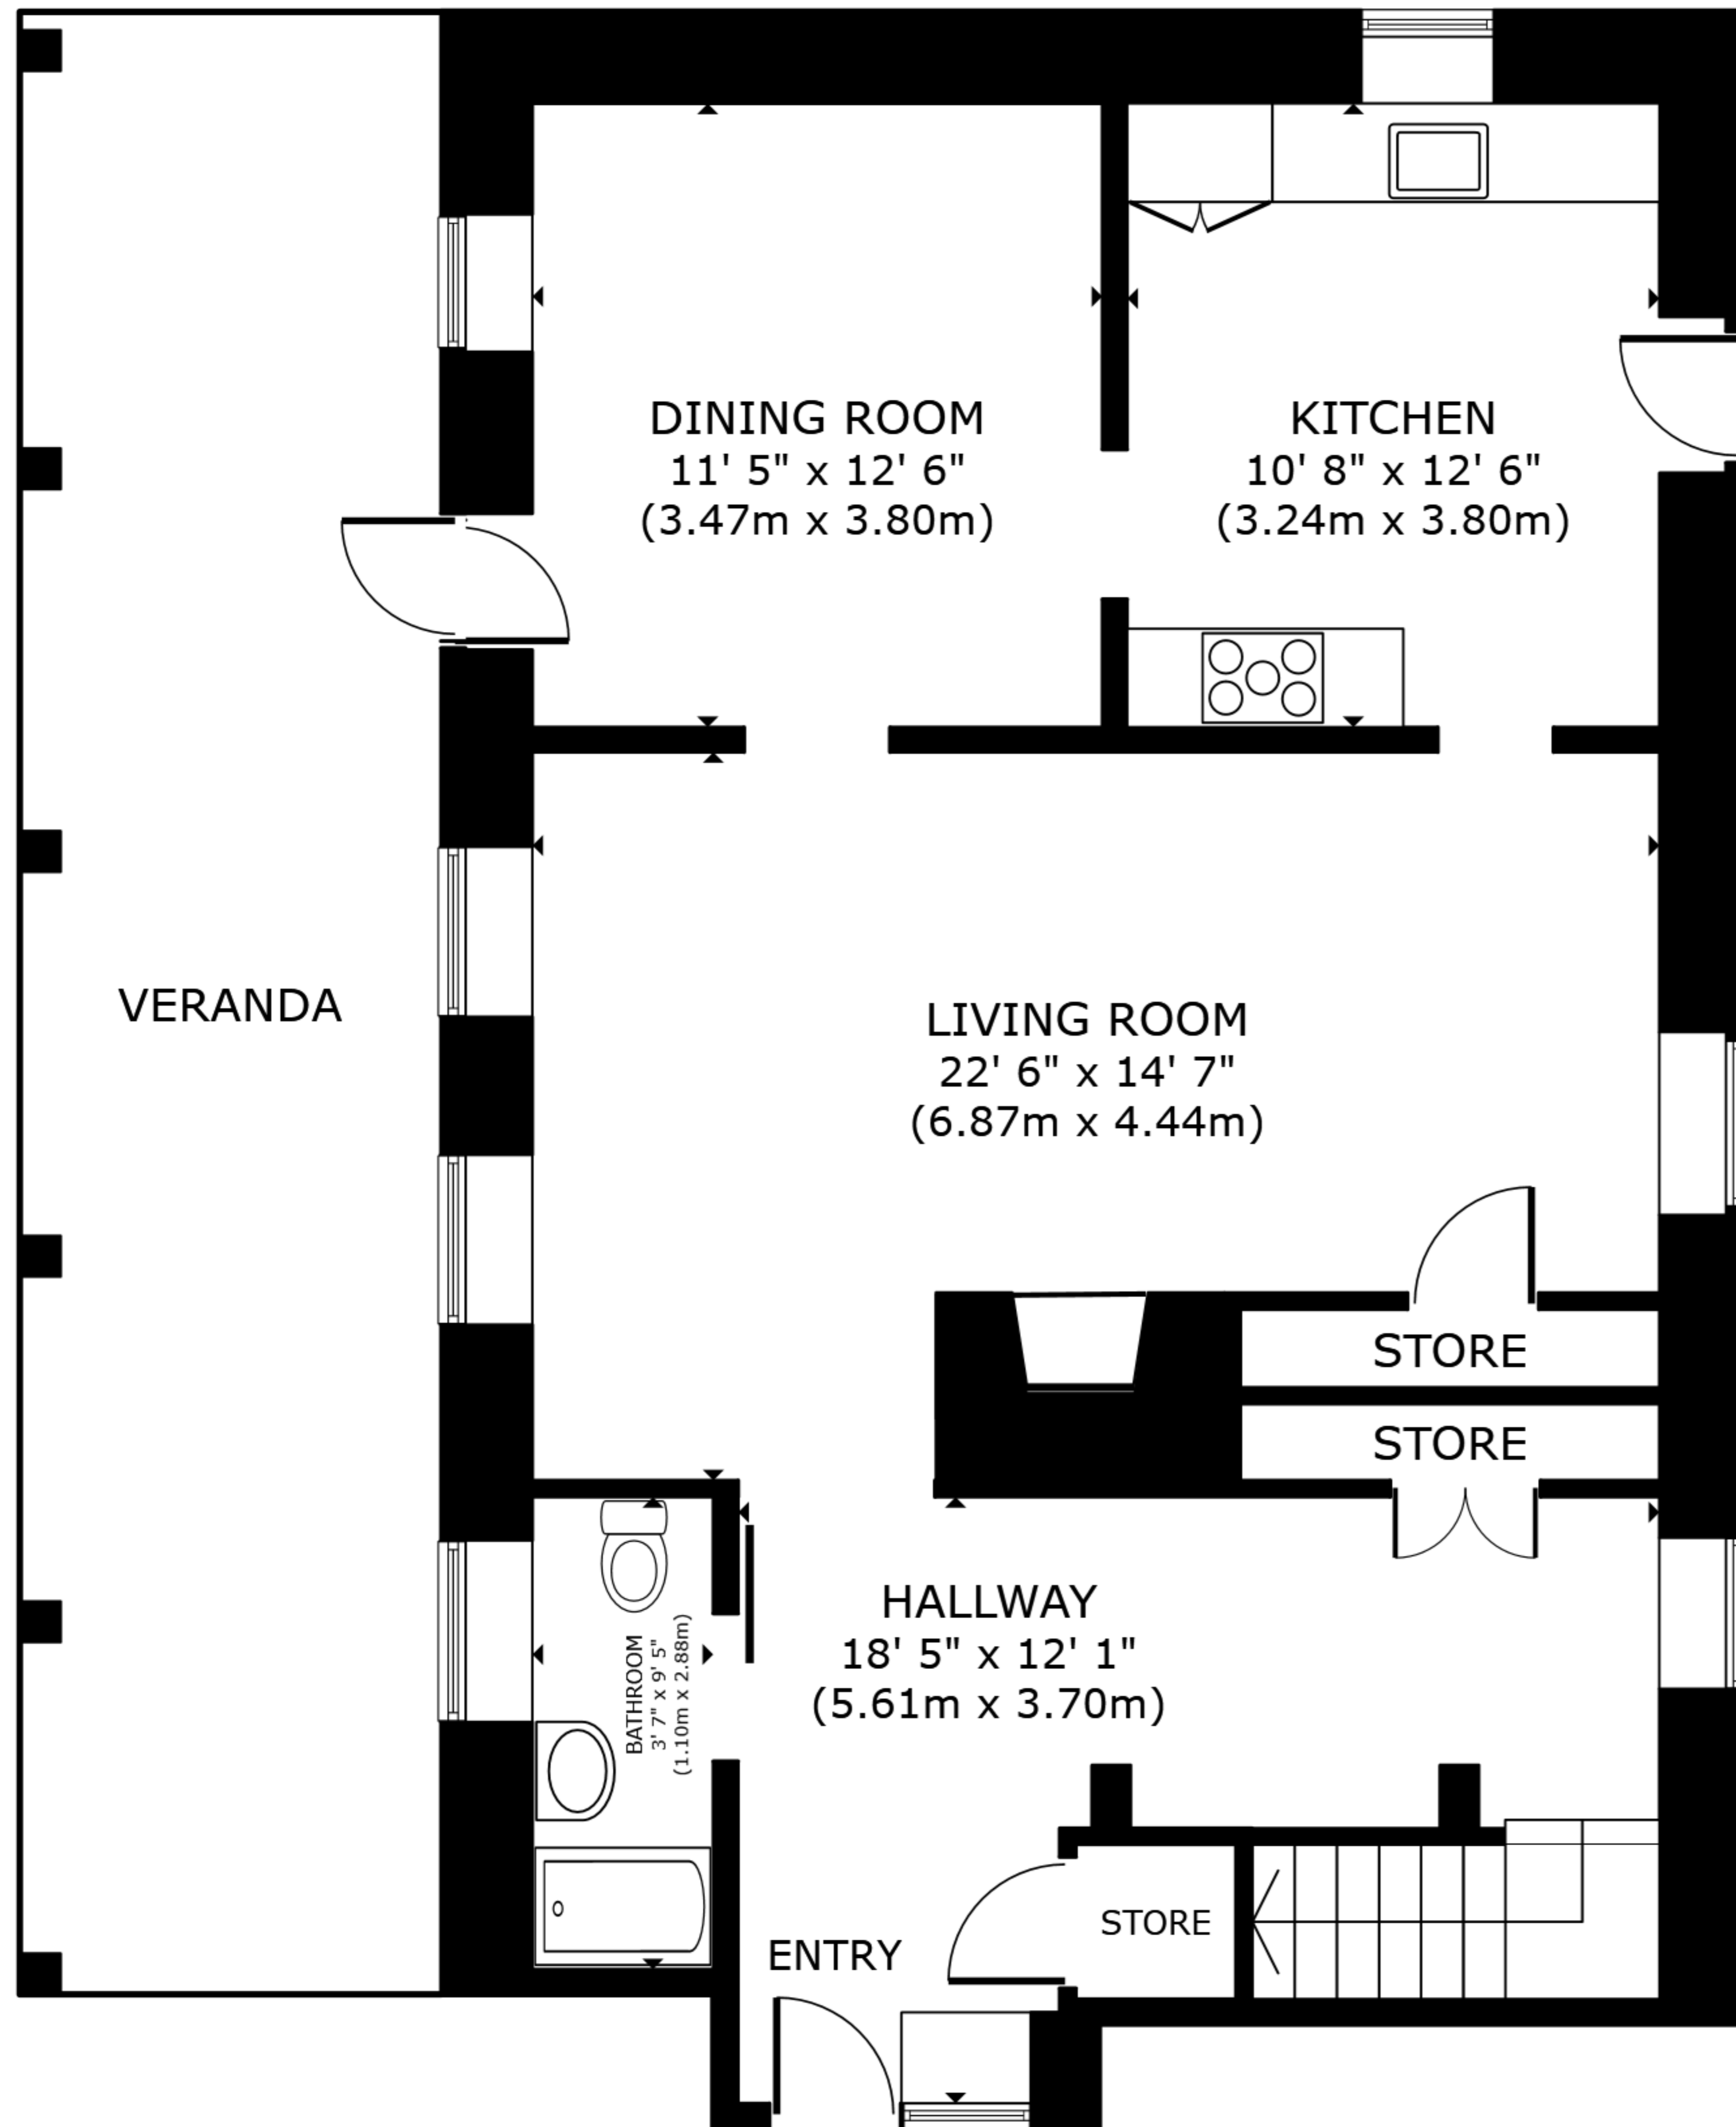 DINING ROOM
11' 5" x 12' 6"
(3.47m x 3.80m)
KITCHEN
10' 8" x 12' 6"
(3.24m x 3.80m)
VERANDA
LIVING ROOM
22' 6" x 14' 7"
(6.87m x 4.44m)
STORE
STORE
HALLWAY
18' 5" x 12' 1"
(5.61m x 3.70m)
BATHROOM
3' 7" x 9' 5"
(1.10m x 2.88m)
STORE
ENTRY